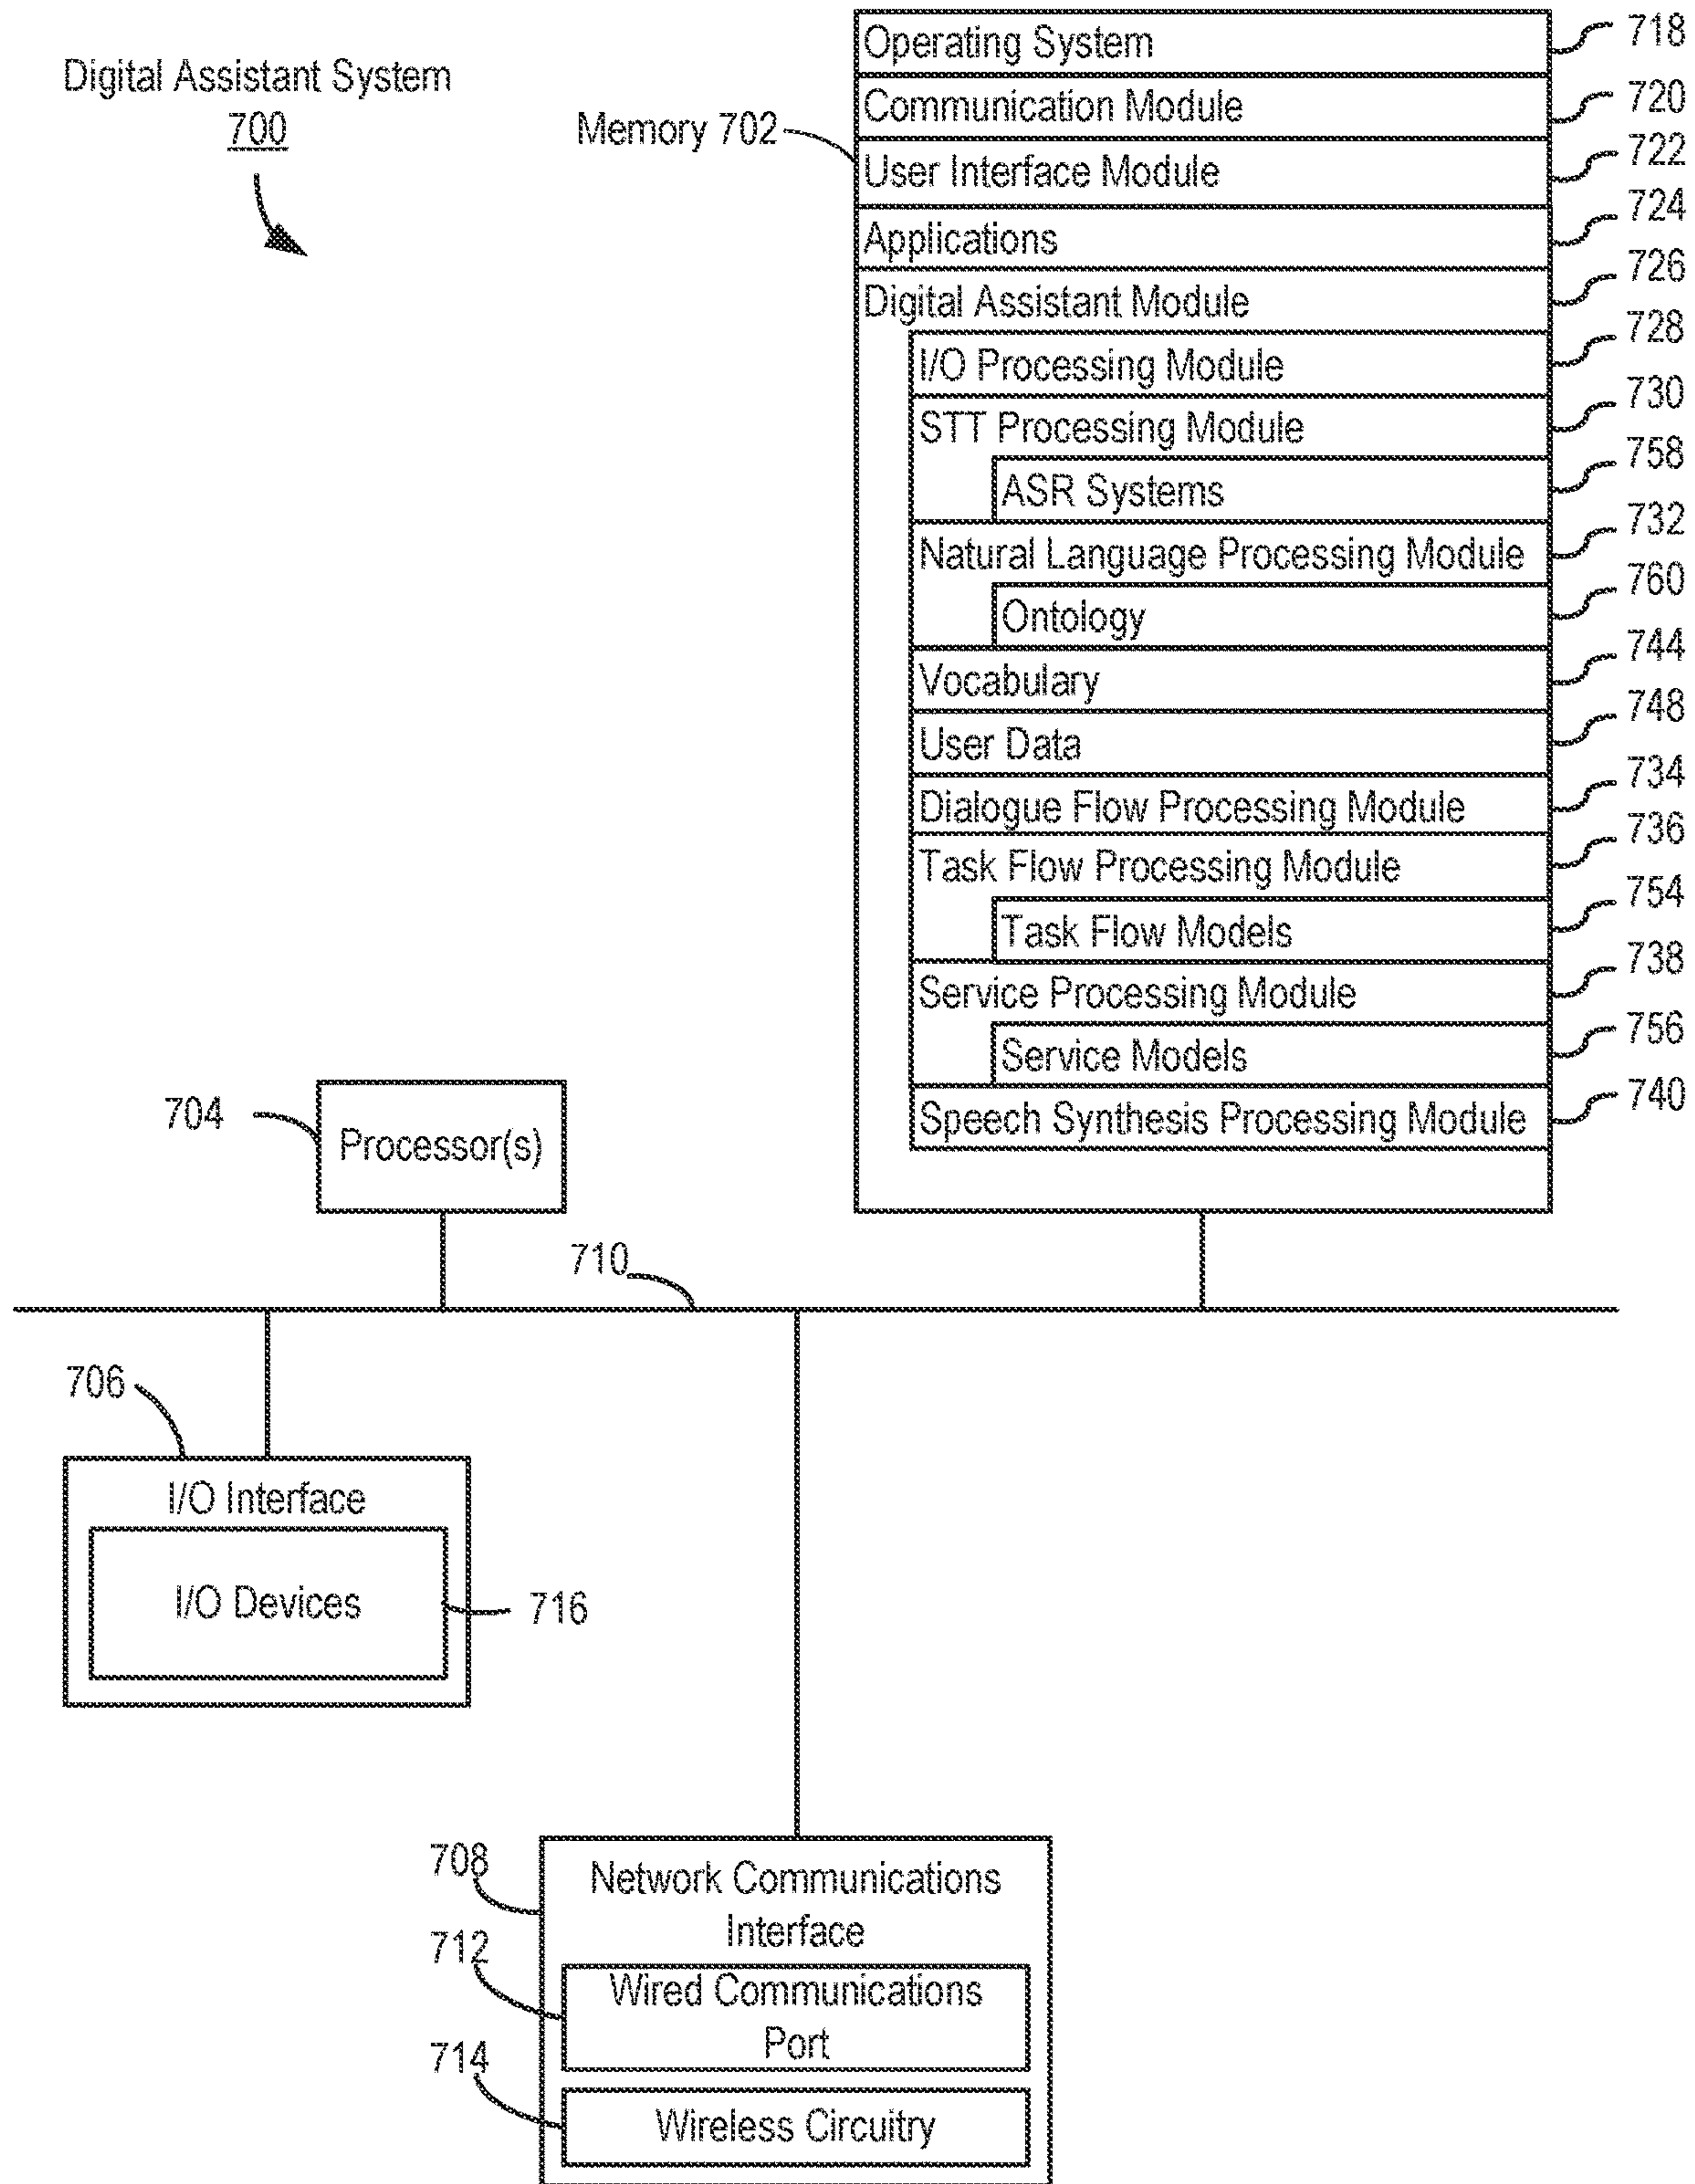 Digital Assistant System
700
Memory 702
Operating System 718
Communication Module 720
User Interface Module 722
Applications 724
Digital Assistant Module 726
I/O Processing Module 728
STT Processing Module 730
ASR Systems 758
Natural Language Processing Module 732
Ontology 760
Vocabulary 744
User Data 748
Dialogue Flow Processing Module 734
Task Flow Processing Module 736
Task Flow Models 754
Service Processing Module 738
Service Models 756
Speech Synthesis Processing Module 740
704
Processor(s)
710
706
I/O Interface
I/O Devices
716
708
Network Communications
Interface
712
Wired Communications
Port
714
Wireless Circuitry